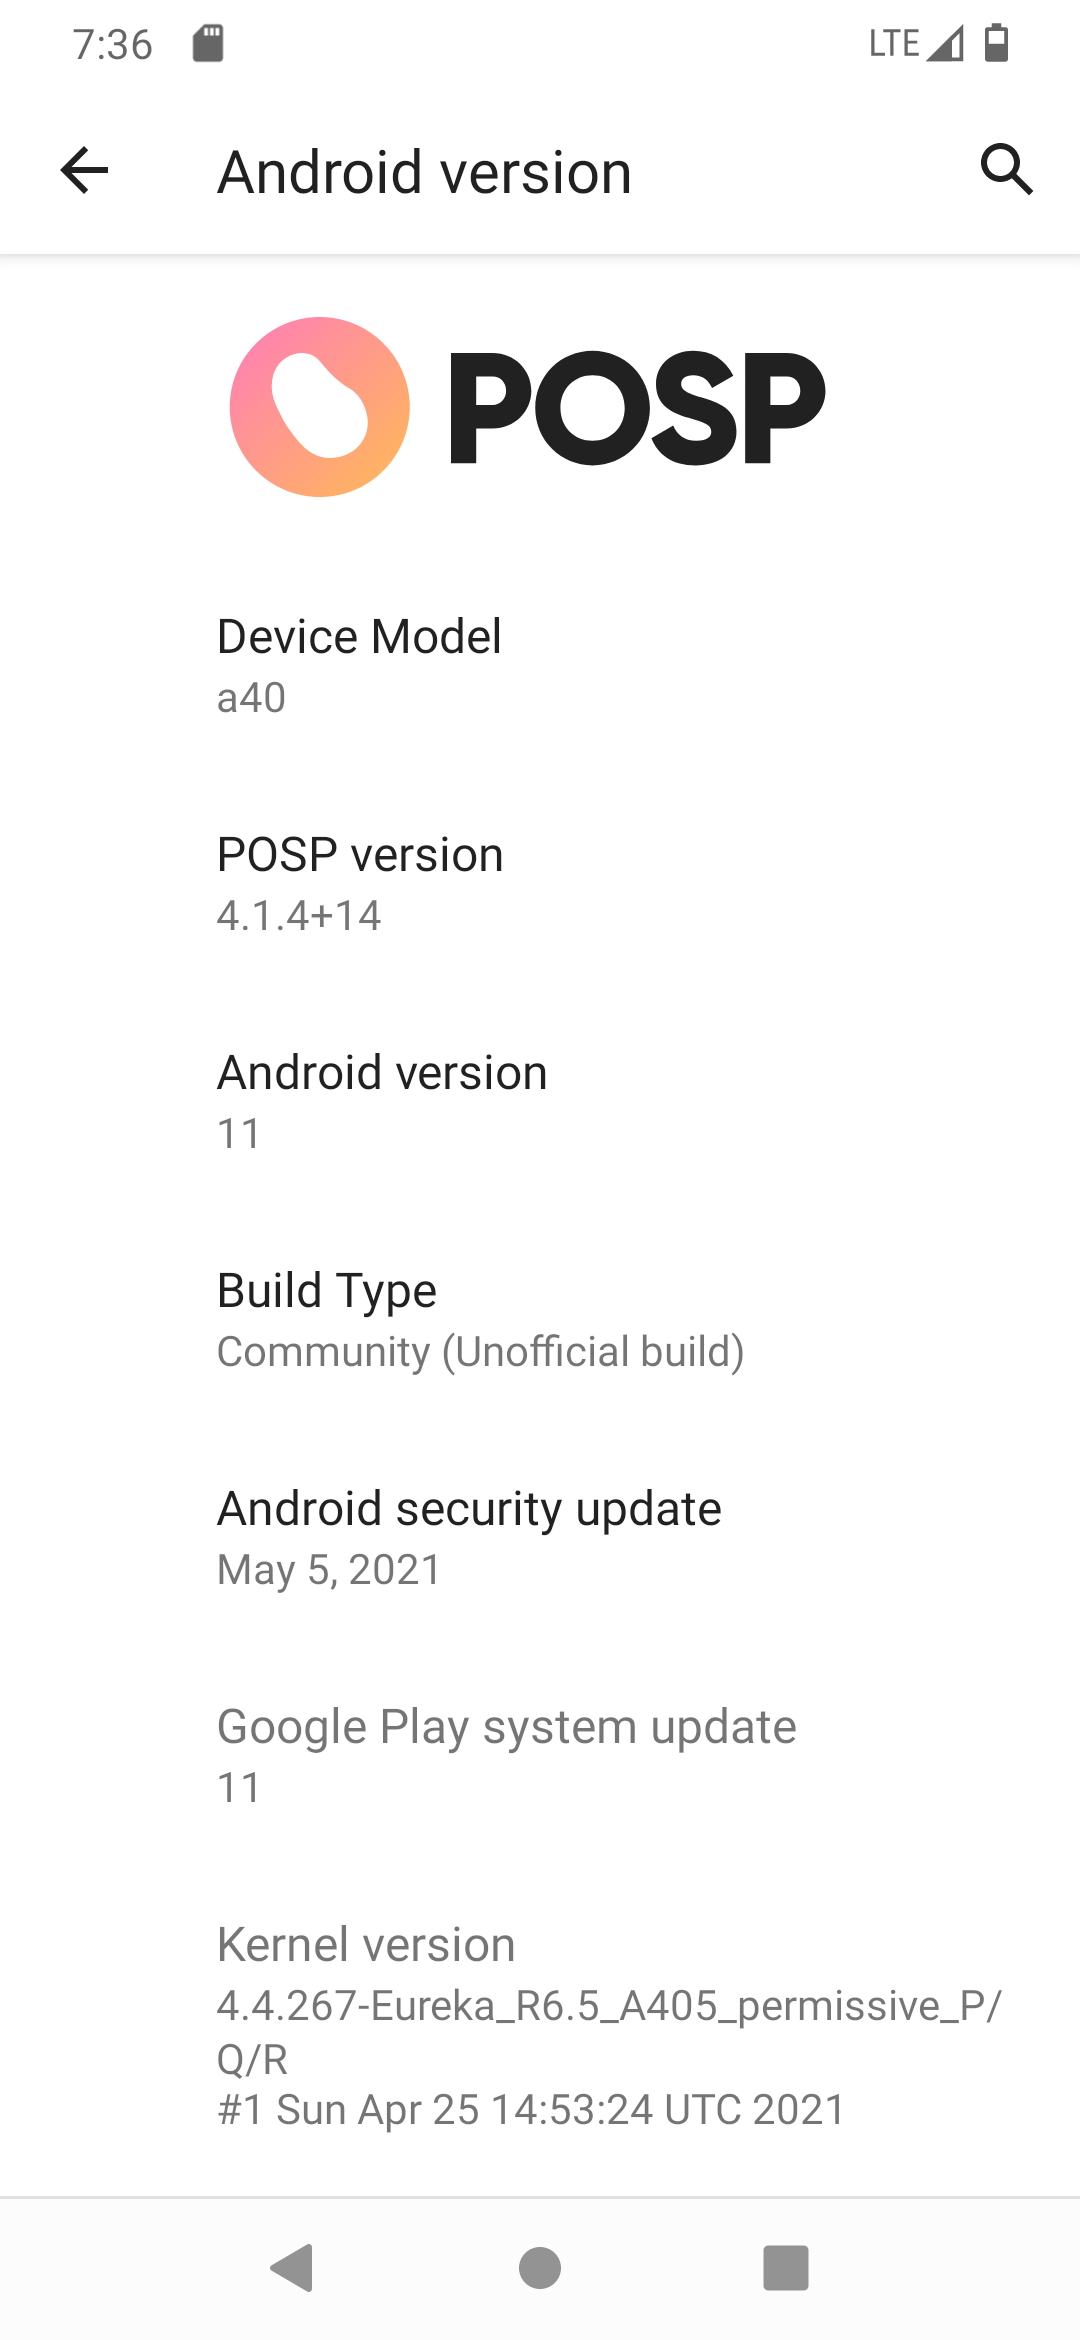 7:36
LTE
Android version
POSP
Device Model
a40
POSP version
4.1.4+14
Android version
11
Build Type
Community (Unofficial build)
Android security update
May 5, 2021
Google Play system update
11
Kernel version
4.4.267-Eureka_R6.5_A405_permissive_P/
Q/R
#1 Sun Apr 25 14:53:24 UTC 2021